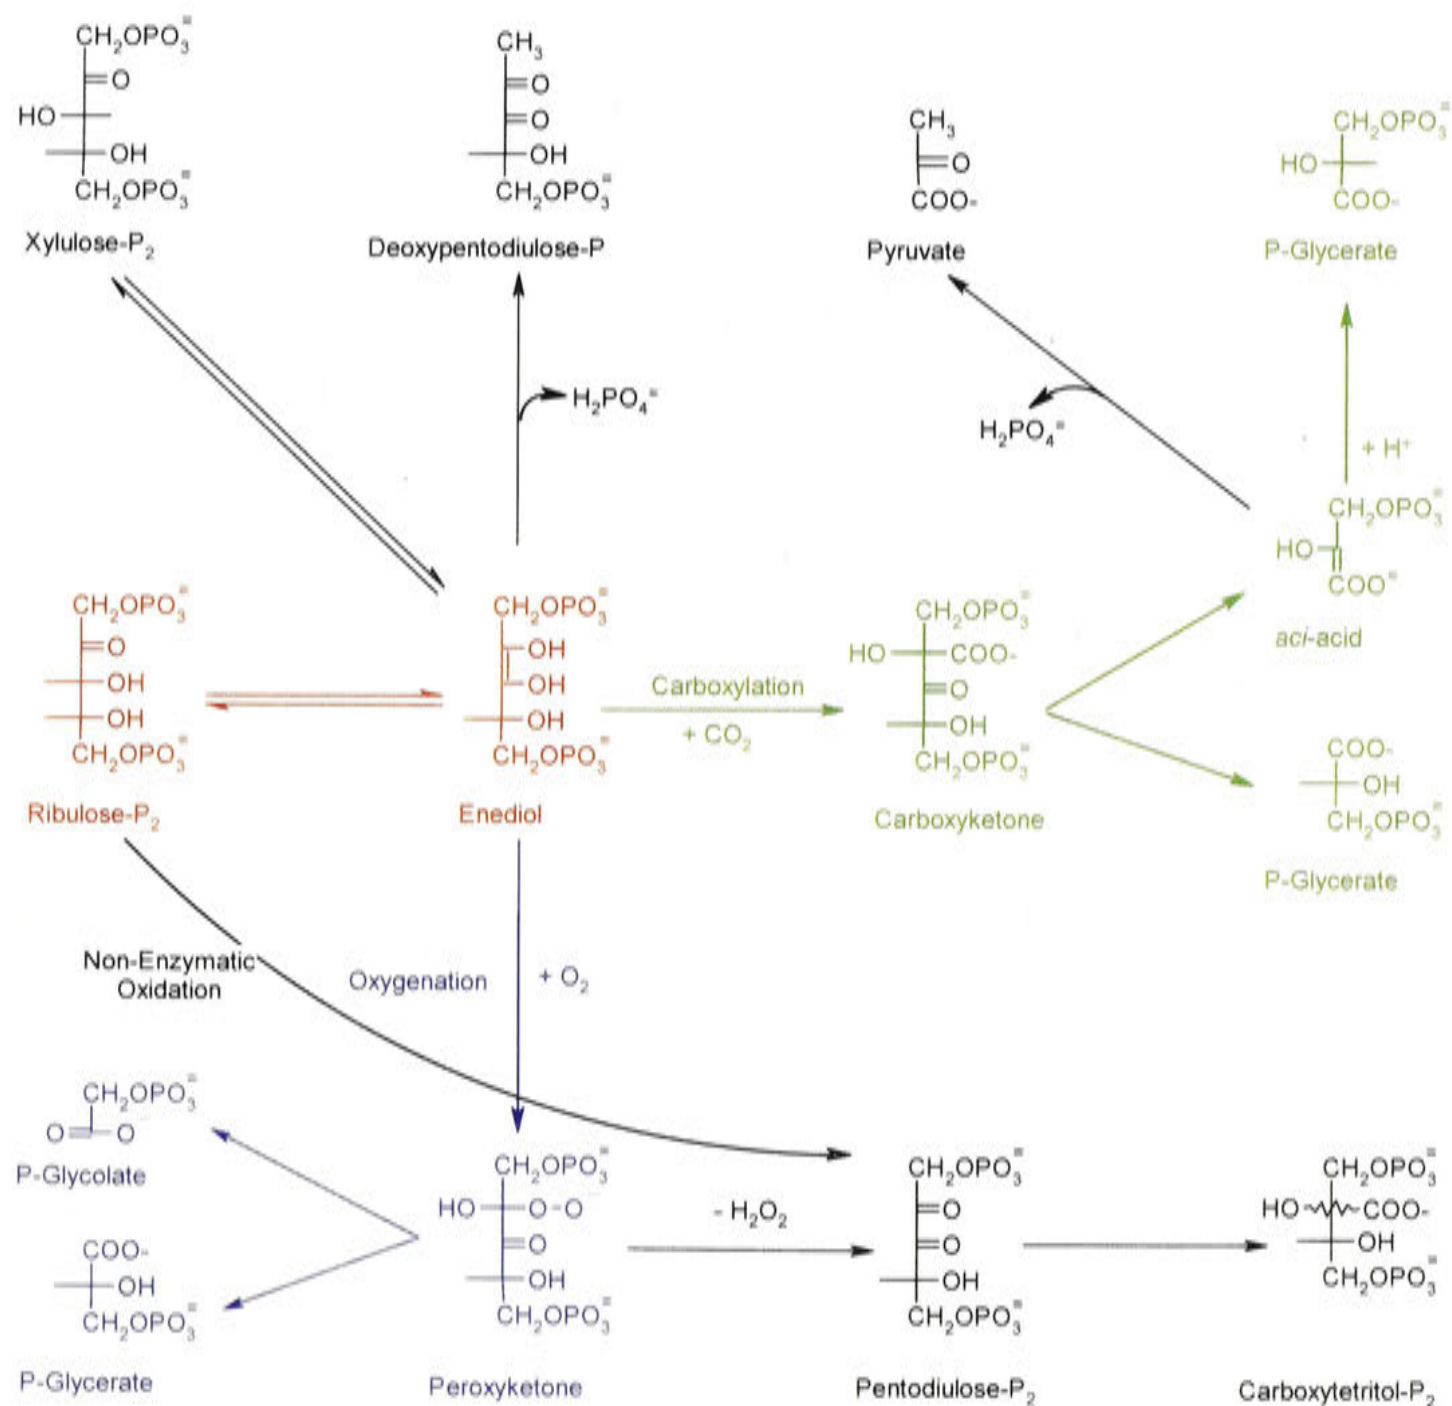 CH₂OPO₃⁼
=O
HO
OH
CH₂OPO₃⁼
Xylulose-P₂
CH₃
=O
=O
OH
CH₂OPO₃⁼
Deoxypentodiulose-P
CH₃
=O
COO-
Pyruvate
CH₂OPO₃⁼
HO
COO-
P-Glycerate
H₂PO₄⁼
H₂PO₄⁼
+ H⁺
CH₂OPO₃⁼
HO
COO⁼
aci-acid
CH₂OPO₃⁼
=O
OH
OH
CH₂OPO₃⁼
Ribulose-P₂
CH₂OPO₃⁼
OH
OH
OH
CH₂OPO₃⁼
Enediol
Carboxylation
+ CO₂
CH₂OPO₃⁼
HO COO-
=O
OH
CH₂OPO₃⁼
Carboxyketone
COO-
OH
CH₂OPO₃⁼
P-Glycerate
Non-Enzymatic
Oxidation
Oxygenation
+ O₂
CH₂OPO₃⁼
O= O
P-Glycolate
COO-
OH
CH₂OPO₃⁼
P-Glycerate
CH₂OPO₃⁼
HO O-O
=O
OH
CH₂OPO₃⁼
Peroxyketone
- H₂O₂
CH₂OPO₃⁼
=O
=O
OH
CH₂OPO₃⁼
Pentodiulose-P₂
CH₂OPO₃⁼
HO COO-
OH
CH₂OPO₃⁼
Carboxytetritol-P₂